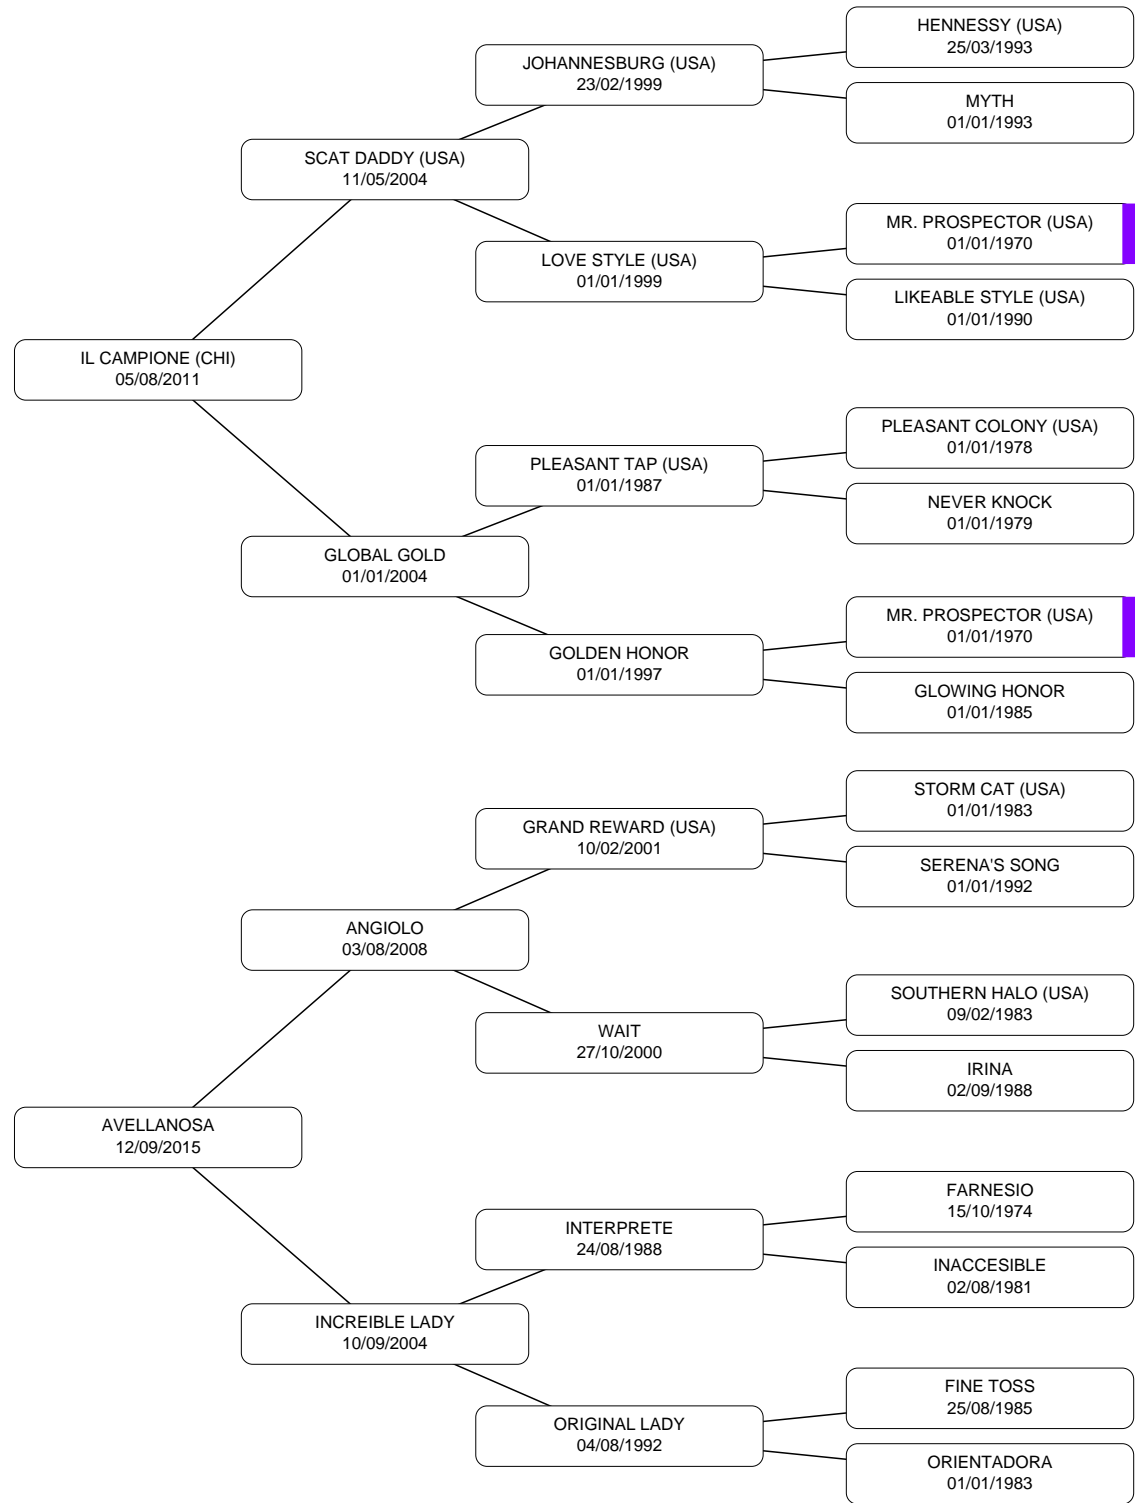 HENNESSY (USA)
25/03/1993
JOHANNESBURG (USA)
23/02/1999
MYTH
01/01/1993
SCAT DADDY (USA)
11/05/2004
MR. PROSPECTOR (USA)
01/01/1970
LOVE STYLE (USA)
01/01/1999
LIKEABLE STYLE (USA)
01/01/1990
IL CAMPIONE (CHI)
05/08/2011
PLEASANT COLONY (USA)
01/01/1978
PLEASANT TAP (USA)
01/01/1987
NEVER KNOCK
01/01/1979
GLOBAL GOLD
01/01/2004
MR. PROSPECTOR (USA)
01/01/1970
GOLDEN HONOR
01/01/1997
GLOWING HONOR
01/01/1985
STORM CAT (USA)
01/01/1983
GRAND REWARD (USA)
10/02/2001
SERENA'S SONG
01/01/1992
ANGIOLO
03/08/2008
SOUTHERN HALO (USA)
09/02/1983
WAIT
27/10/2000
IRINA
02/09/1988
AVELLANOSA
12/09/2015
FARNESIO
15/10/1974
INTERPRETE
24/08/1988
INACCESIBLE
02/08/1981
INCREIBLE LADY
10/09/2004
FINE TOSS
25/08/1985
ORIGINAL LADY
04/08/1992
ORIENTADORA
01/01/1983